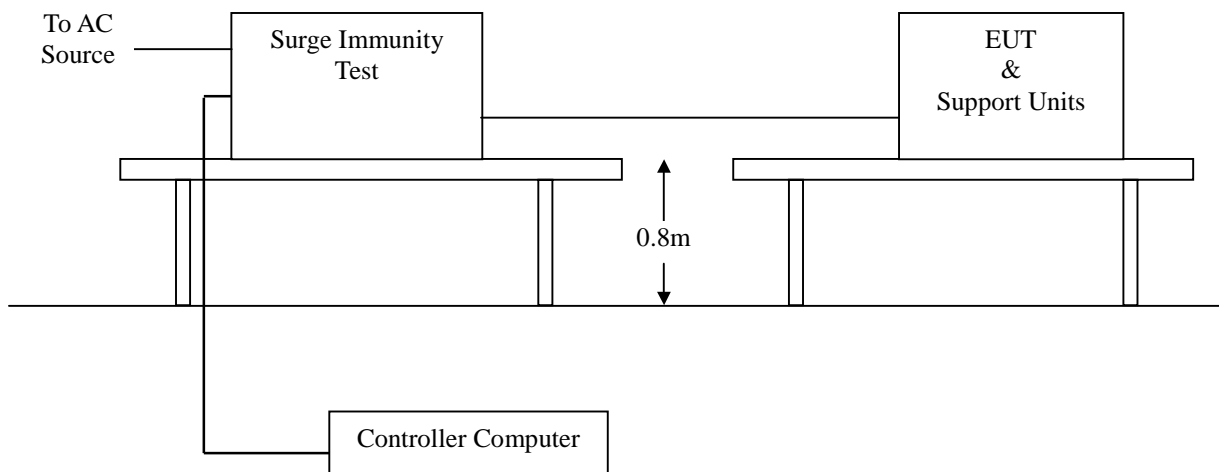 To AC
Source
Surge Immunity
Test
EUT
&
Support Units
0.8m
Controller Computer